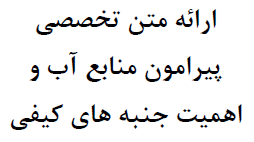 ارائه متن تخصصی
پیرامون منابع آب و
اهمیت جنبه های کیفی